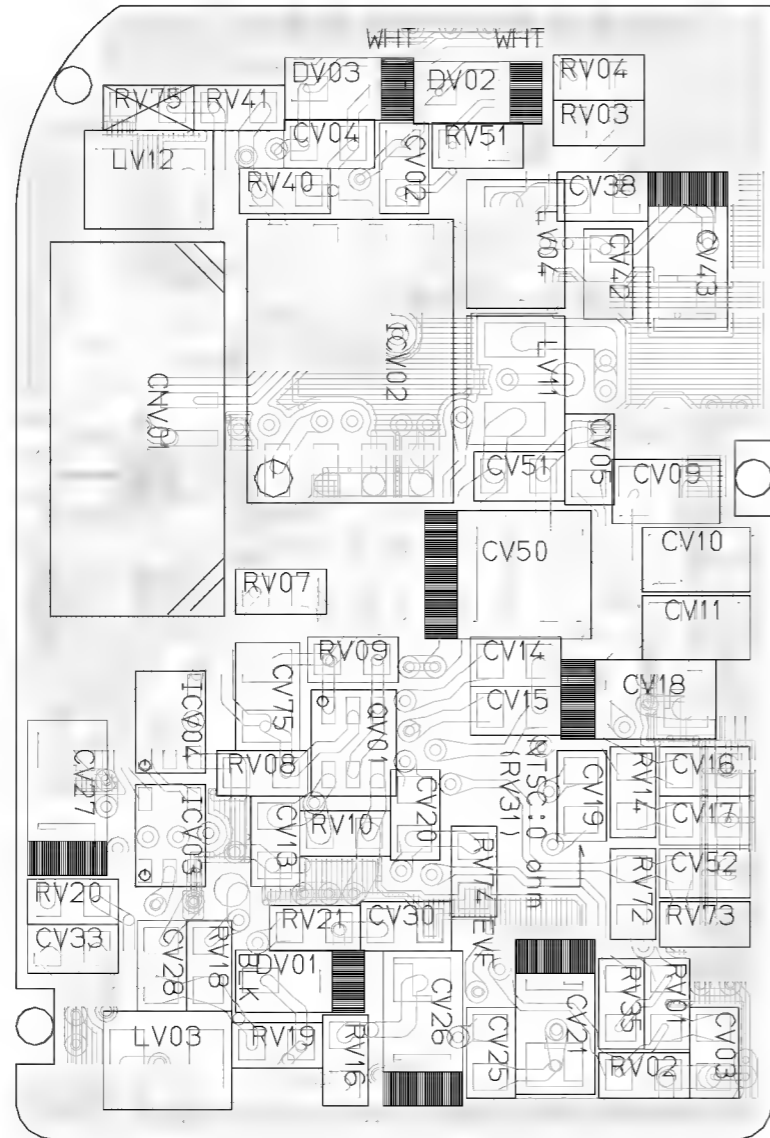 WHT WHT
DV03 DV02 RV04
RV75 RV41 RV03
CV04 CV02 RV51
LV12
RV40 CV38
LV04 CV42 CV43
ICV02 LV11
CNV01
CV51 CV05 CV09
CV50 CV10
RV07 CV11
RV09 CV14
CV75 CV18
ICV04 QV01 CV15
CV27 RV08 NTSC:0 ohm
(RV31)
CV19 RV14 CV16
ICV03 CV13 RV10 CV20 CV17
RV74 RV72 CV52
RV20 RV21 CV30 RV73
CV33 CV28 RV18 EVF
BLK DV01
LV03 RV19 RV16 CV26 CV25 CV21 RV35 RV01
RV02 CV03